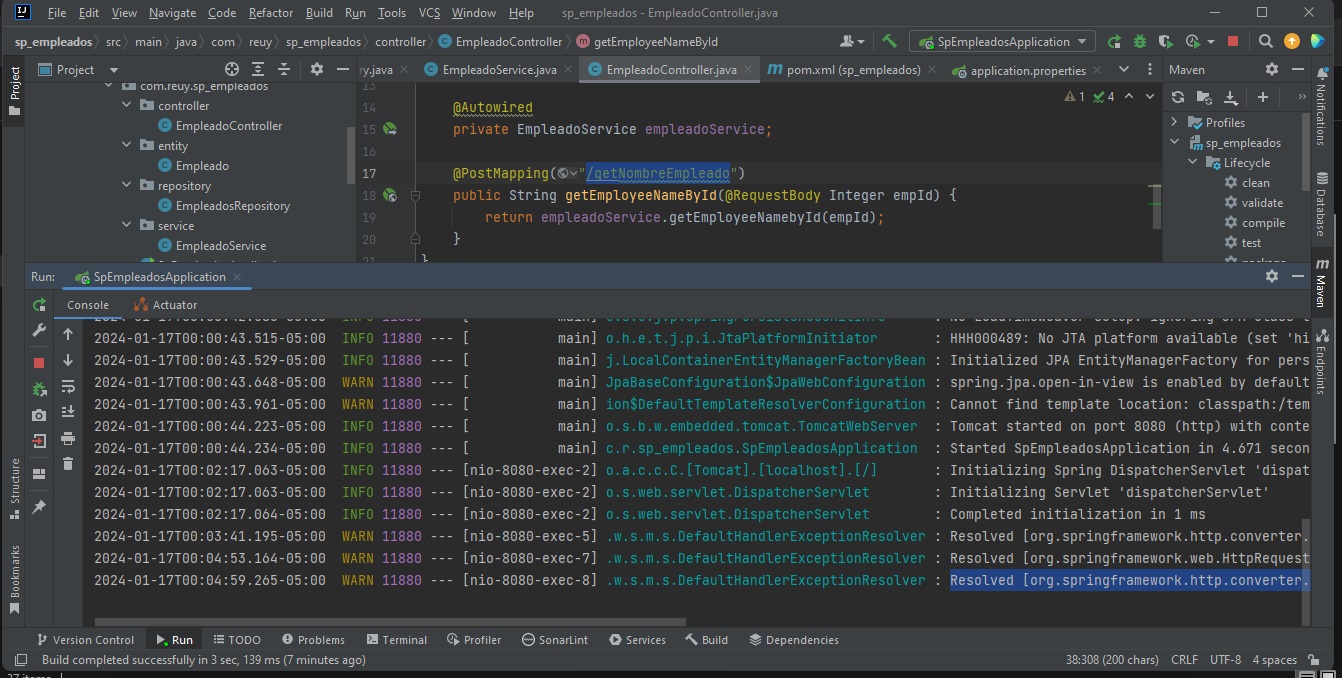 File Edit View Navigate Code Refactor Build Run Tools VCS Window Help sp_empleados - EmpleadoController.java
sp_empleados src main java com reuy sp_empleados controller EmpleadoController getEmployeeNameById SpEmpleadosApplication
Project ry.java EmpleadoService.java EmpleadoController.java pom.xml (sp_empleados) application.properties Maven
com.reuy.sp_empleados
controller
EmpleadoController
entity
Empleado
repository
EmpleadosRepository
service
EmpleadoService
13
14 @Autowired
15 private EmpleadoService empleadoService;
16
17 @PostMapping("/getNombreEmpleado")
18 public String getEmployeeNameById(@RequestBody Integer empId) {
19 return empleadoService.getEmployeeNamebyId(empId);
20 }
21 }
1 4
Profiles
sp_empleados
Lifecycle
clean
validate
compile
test
package
Project
Structure
Bookmarks
Notifications
Database
Maven
Endpoints
Run: SpEmpleadosApplication
Console Actuator
2024-01-17T00:00:43.515-05:00 INFO 11880 --- [ main] o.h.e.t.j.p.i.JtaPlatformInitiator : HHH000489: No JTA platform available (set 'hi
2024-01-17T00:00:43.529-05:00 INFO 11880 --- [ main] j.LocalContainerEntityManagerFactoryBean : Initialized JPA EntityManagerFactory for pers
2024-01-17T00:00:43.648-05:00 WARN 11880 --- [ main] JpaBaseConfiguration$JpaWebConfiguration : spring.jpa.open-in-view is enabled by default
2024-01-17T00:00:43.961-05:00 WARN 11880 --- [ main] ion$DefaultTemplateResolverConfiguration : Cannot find template location: classpath:/tem
2024-01-17T00:00:44.223-05:00 INFO 11880 --- [ main] o.s.b.w.embedded.tomcat.TomcatWebServer : Tomcat started on port 8080 (http) with conte
2024-01-17T00:00:44.234-05:00 INFO 11880 --- [ main] c.r.sp_empleados.SpEmpleadosApplication : Started SpEmpleadosApplication in 4.671 secon
2024-01-17T00:02:17.063-05:00 INFO 11880 --- [nio-8080-exec-2] o.a.c.c.C.[Tomcat].[localhost].[/] : Initializing Spring DispatcherServlet 'dispat
2024-01-17T00:02:17.063-05:00 INFO 11880 --- [nio-8080-exec-2] o.s.web.servlet.DispatcherServlet : Initializing Servlet 'dispatcherServlet'
2024-01-17T00:02:17.064-05:00 INFO 11880 --- [nio-8080-exec-2] o.s.web.servlet.DispatcherServlet : Completed initialization in 1 ms
2024-01-17T00:03:41.195-05:00 WARN 11880 --- [nio-8080-exec-5] .w.s.m.s.DefaultHandlerExceptionResolver : Resolved [org.springframework.http.converter.
2024-01-17T00:04:53.164-05:00 WARN 11880 --- [nio-8080-exec-7] .w.s.m.s.DefaultHandlerExceptionResolver : Resolved [org.springframework.web.HttpRequest
2024-01-17T00:04:59.265-05:00 WARN 11880 --- [nio-8080-exec-8] .w.s.m.s.DefaultHandlerExceptionResolver : Resolved [org.springframework.http.converter.
Version Control Run TODO Problems Terminal Profiler SonarLint Services Build Dependencies
Build completed successfully in 3 sec, 139 ms (7 minutes ago) 38:308 (200 chars) CRLF UTF-8 4 spaces